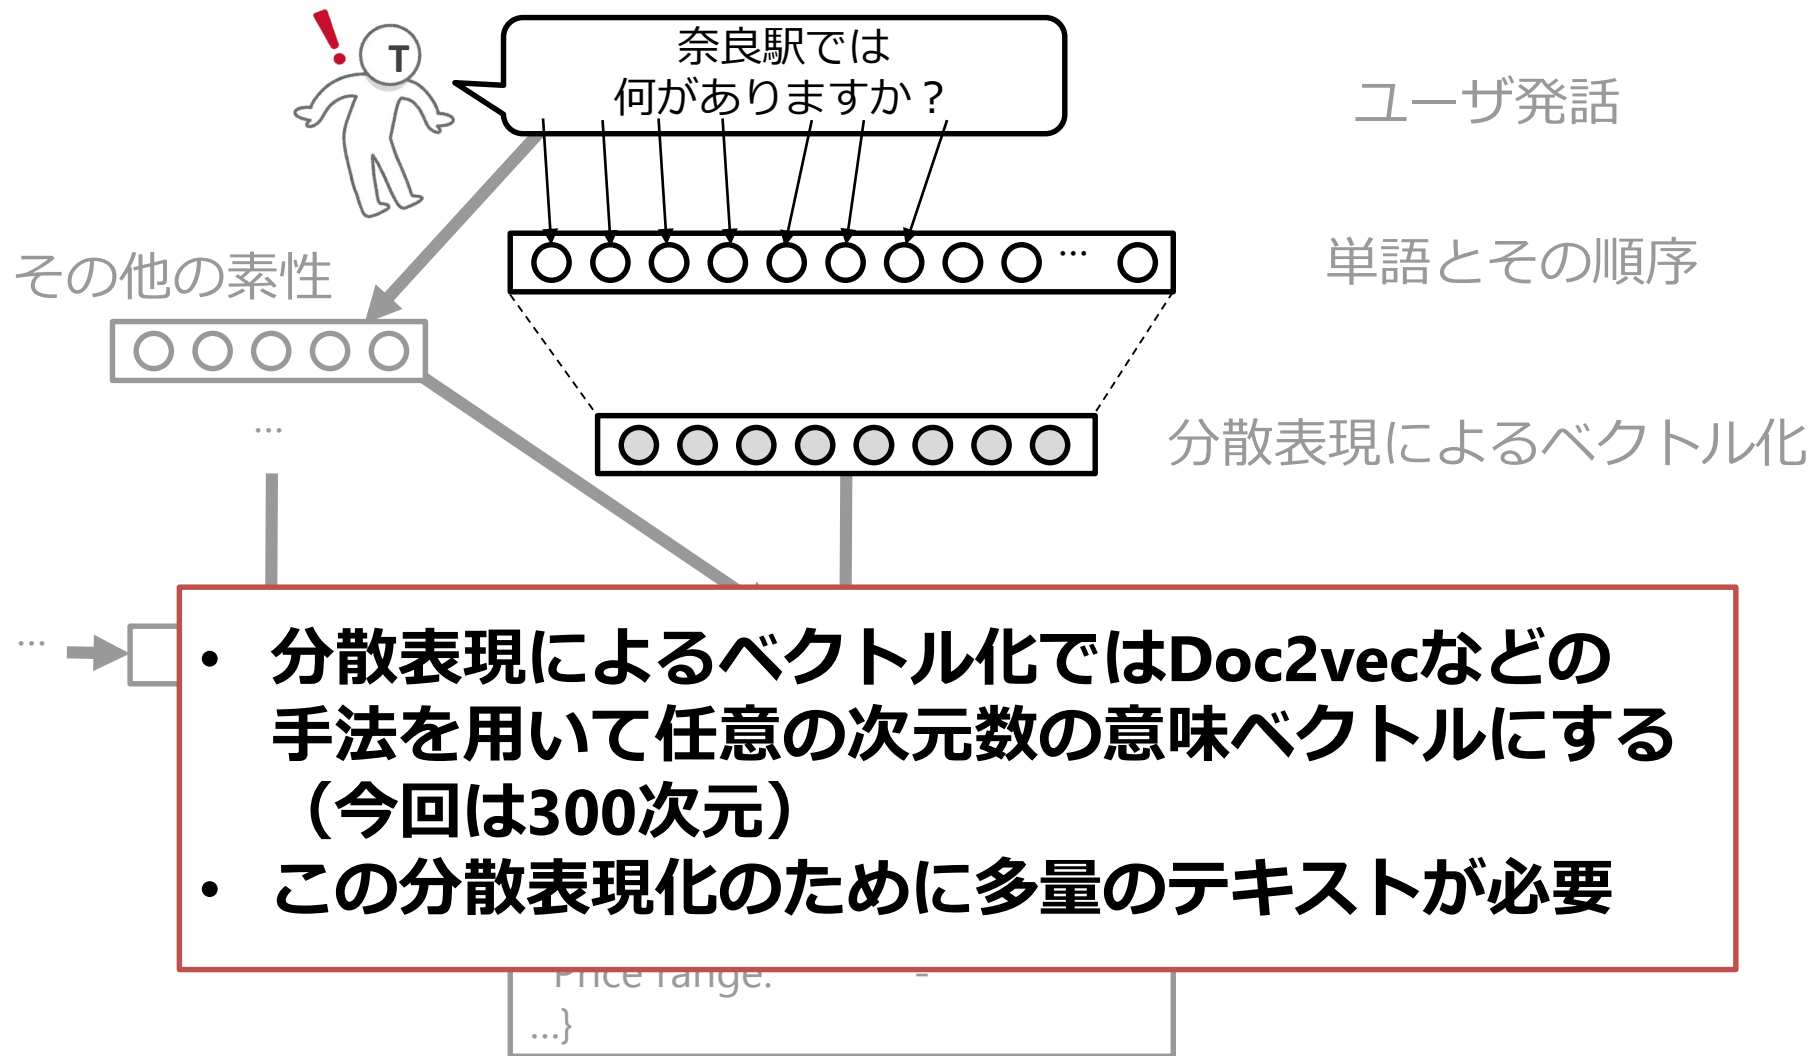 T
奈良駅では
何がありますか？
ユーザ発話
単語とその順序
…
その他の素性
…
分散表現によるベクトル化
…
• 分散表現によるベクトル化ではDoc2vecなどの
手法を用いて任意の次元数の意味ベクトルにする
（今回は300次元）
• この分散表現化のために多量のテキストが必要
Price range: -
…}